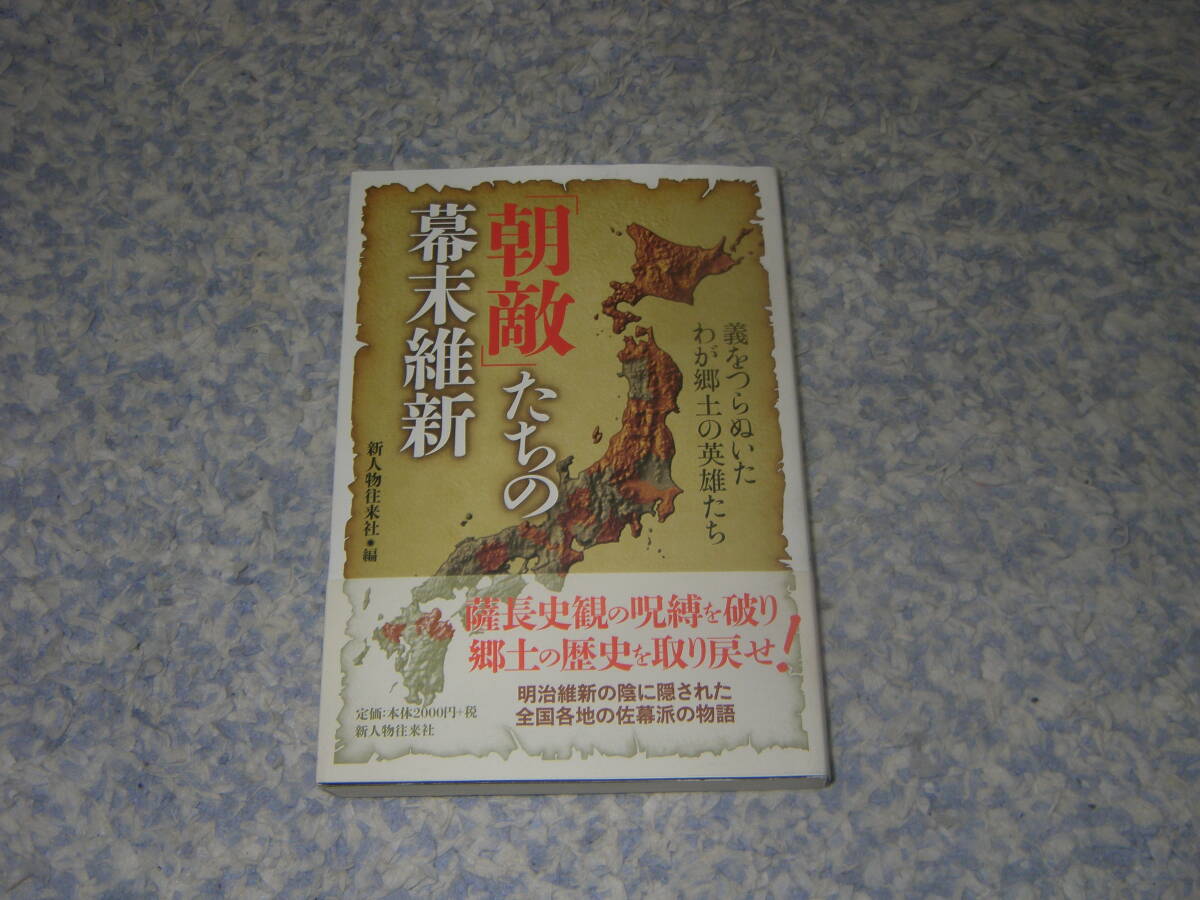 「朝敵」たちの
幕末維新
義をつらぬいた
わが郷土の英雄たち
新人物往来社●編
薩長史観の呪縛を破り
郷土の歴史を取り戻せ!
明治維新の陰に隠された
全国各地の佐幕派の物語
定価:本体2000円+税
新人物往来社